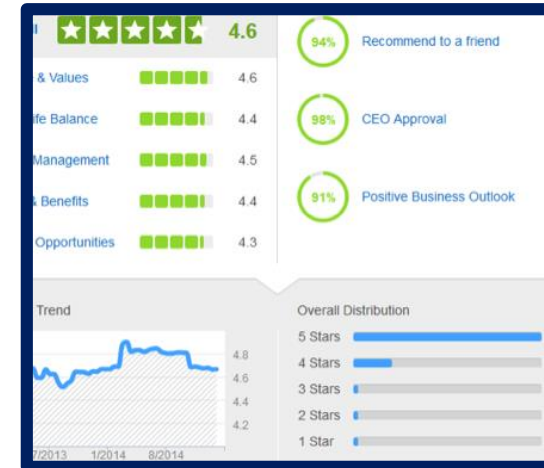 4.6
& Values 4.6
ife Balance 4.4
Management 4.5
& Benefits 4.4
Opportunities 4.3
94% Recommend to a friend
98% CEO Approval
91% Positive Business Outlook
Trend
4.8
4.6
4.4
4.2
7/2013 1/2014 8/2014
Overall Distribution
5 Stars
4 Stars
3 Stars
2 Stars
1 Star